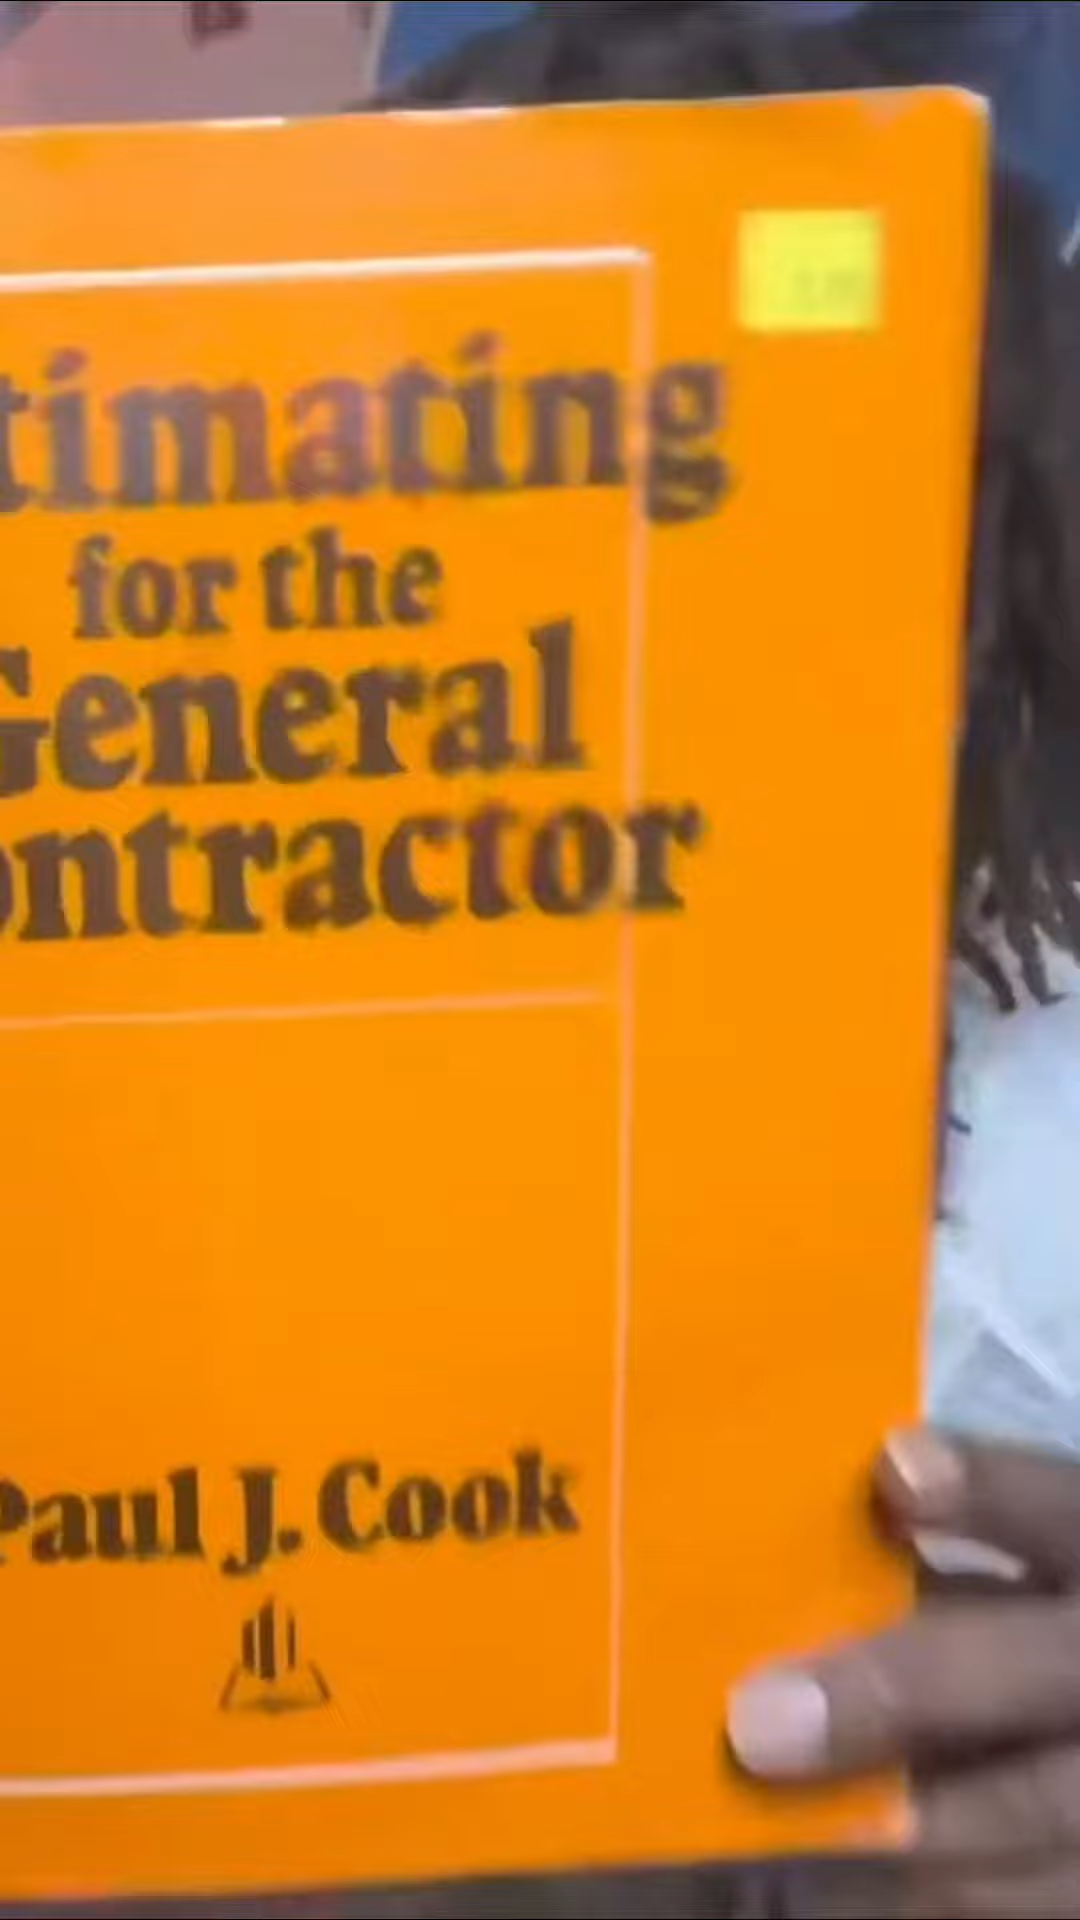 timating
for the
General
ontractor
Paul J. Cook